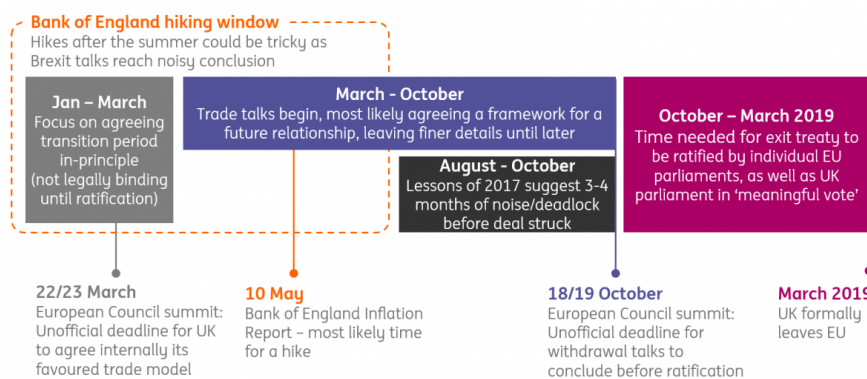 Bank of England hiking window
Hikes after the summer could be tricky as
Brexit talks reach noisy conclusion
Jan – March
Focus on agreeing
transition period
in-principle
(not legally binding
until ratification)
March - October
Trade talks begin, most likely agreeing a framework for a
future relationship, leaving finer details until later
August - October
Lessons of 2017 suggest 3-4
months of noise/deadlock
before deal struck
October – March 2019
Time needed for exit treaty to
be ratified by individual EU
parliaments, as well as UK
parliament in ‘meaningful vote’
22/23 March
European Council summit:
Unofficial deadline for UK
to agree internally its
favoured trade model
10 May
Bank of England Inflation
Report – most likely time
for a hike
18/19 October
European Council summit:
Unofficial deadline for
withdrawal talks to
conclude before ratification
March 2019
UK formally
leaves EU